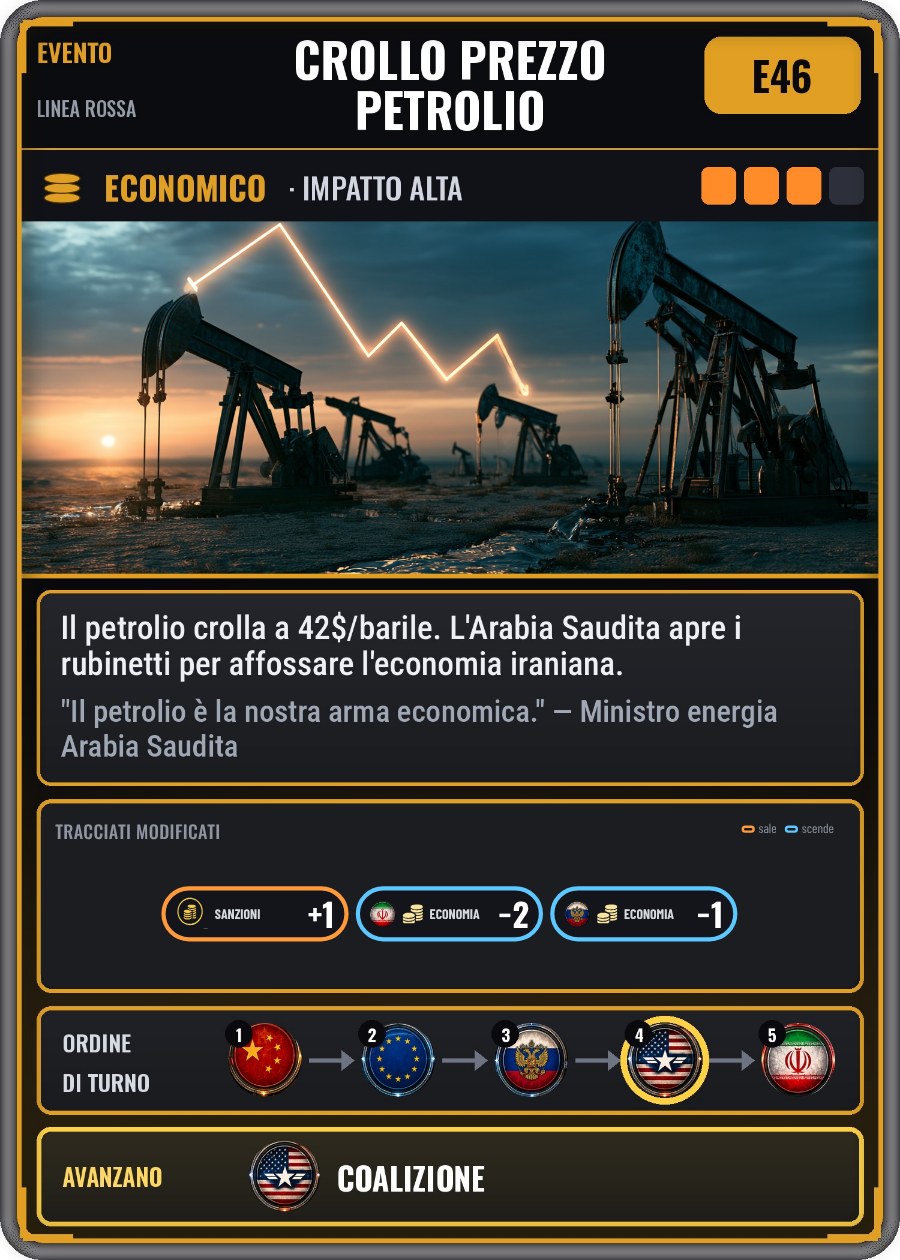 EVENTO
LINEA ROSSA
CROLLO PREZZO
PETROLIO
E46
ECONOMICO · IMPATTO ALTA
Il petrolio crolla a 42$/barile. L'Arabia Saudita apre i
rubinetti per affossare l'economia iraniana.
"Il petrolio è la nostra arma economica." — Ministro energia
Arabia Saudita
TRACCIATI MODIFICATI
sale scende
SANZIONI +1
ECONOMIA -2
ECONOMIA -1
ORDINE
DI TURNO
1
2
3
4
5
AVANZANO
COALIZIONE